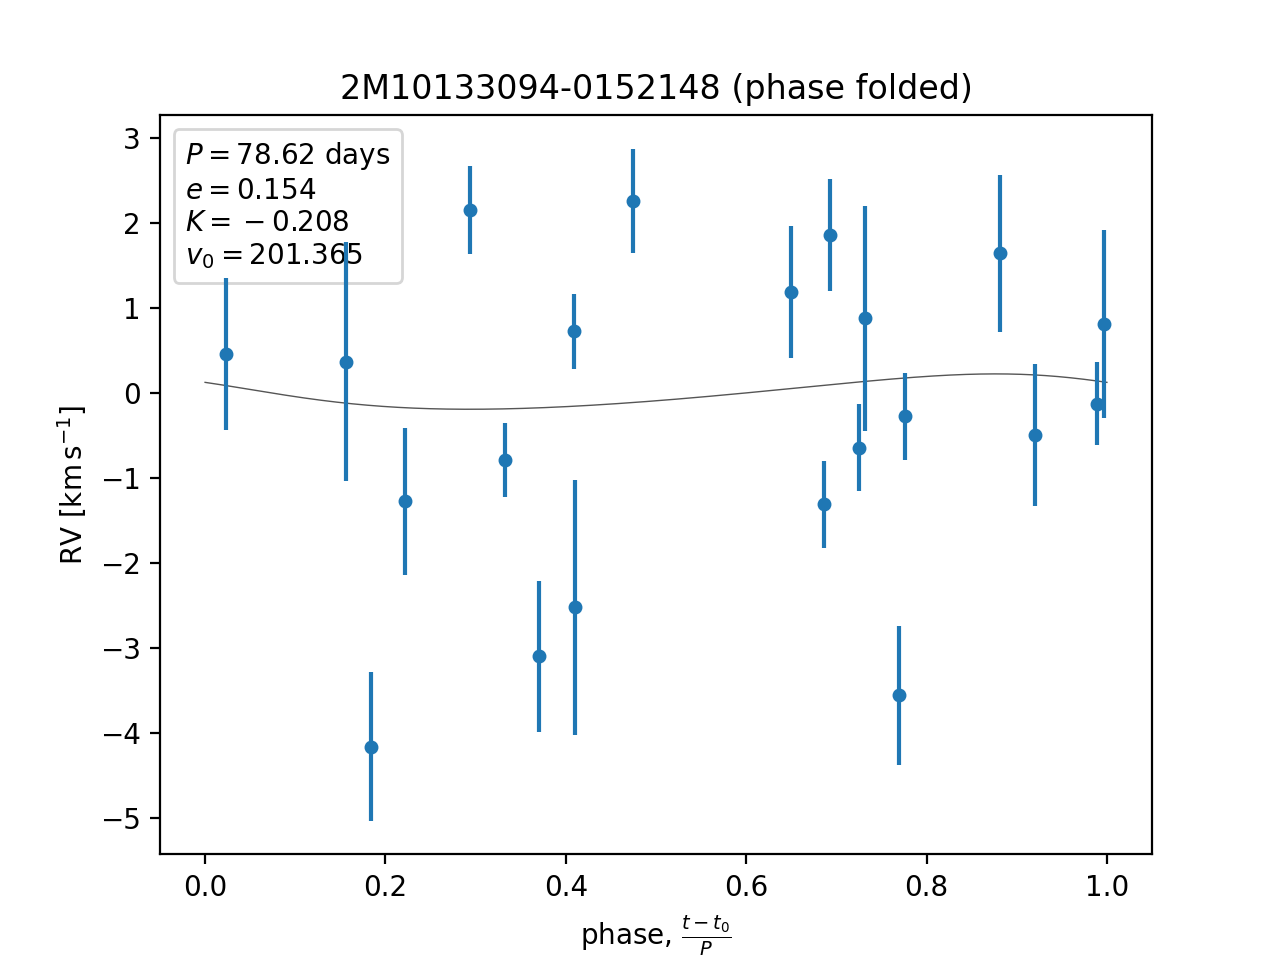 2M10133094-0152148 (phase folded)
P = 78.62 days
e = 0.154
K = −0.208
v₀ = 201.365
3
2
1
0
−1
−2
−3
−4
−5
RV [km s⁻¹]
0.0 0.2 0.4 0.6 0.8 1.0
phase, (t − t₀)/P